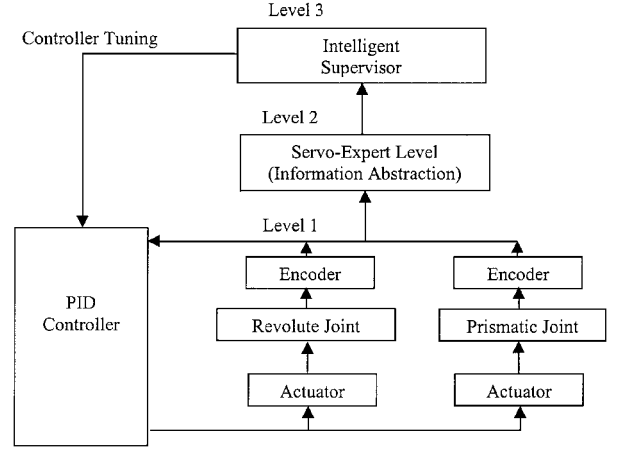 Level 3
Controller Tuning
Intelligent
Supervisor
Level 2
Servo-Expert Level
(Information Abstraction)
Level 1
PID
Controller
Encoder
Encoder
Revolute Joint
Prismatic Joint
Actuator
Actuator